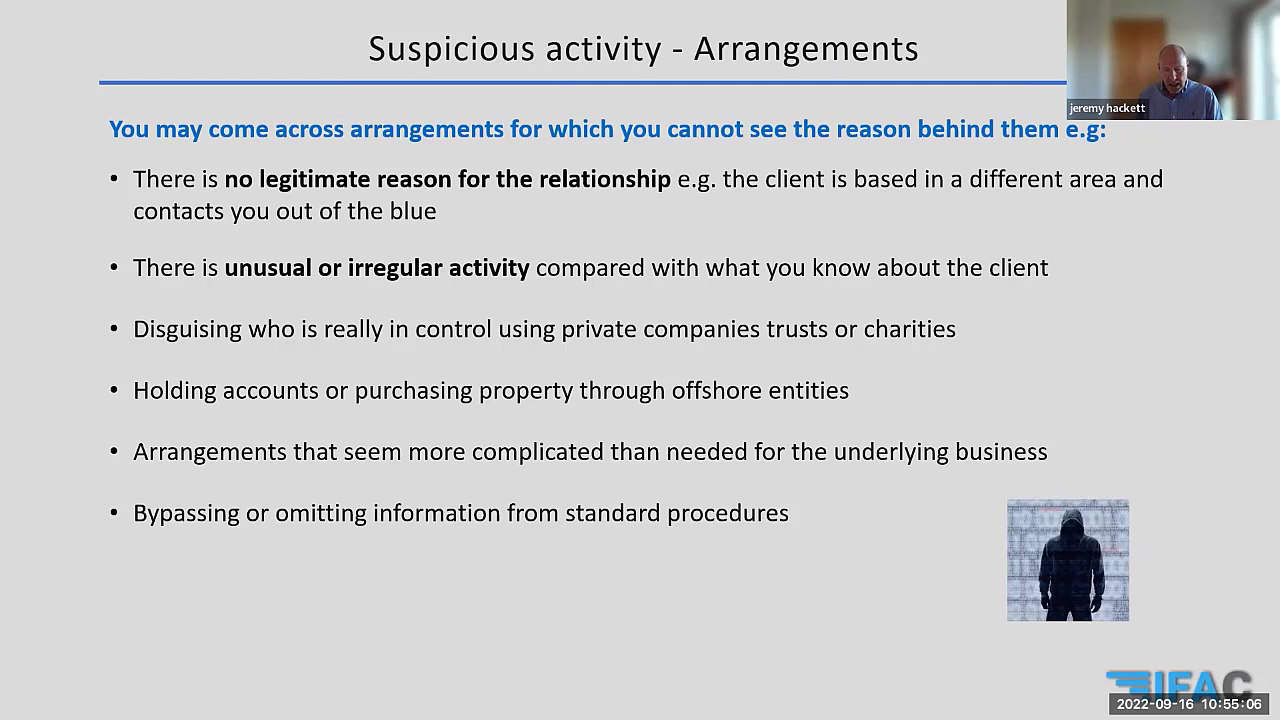 Suspicious activity - Arrangements
jeremy hackett
You may come across arrangements for which you cannot see the reason behind them e.g:
• There is no legitimate reason for the relationship e.g. the client is based in a different area and
contacts you out of the blue
• There is unusual or irregular activity compared with what you know about the client
• Disguising who is really in control using private companies trusts or charities
• Holding accounts or purchasing property through offshore entities
• Arrangements that seem more complicated than needed for the underlying business
• Bypassing or omitting information from standard procedures
IFAC
2022-09-16 10:55:06